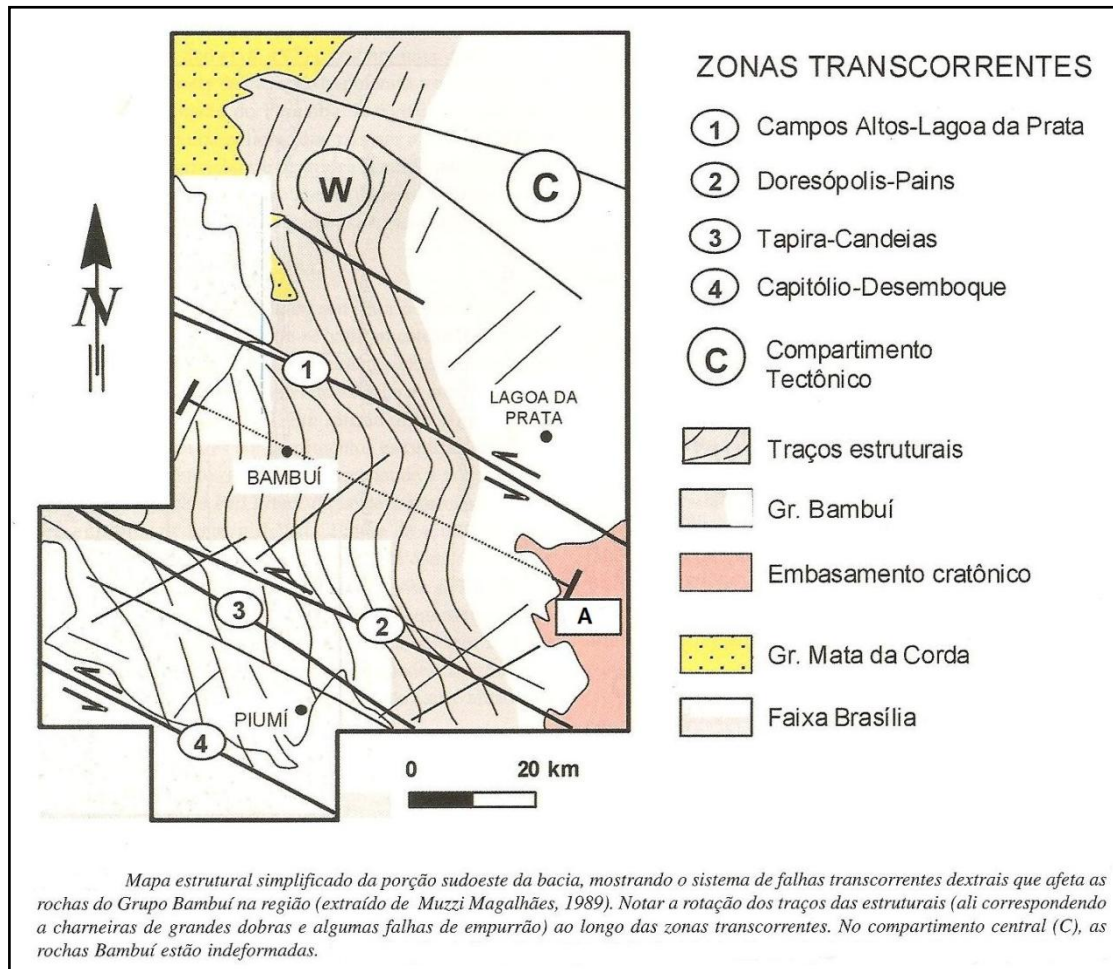 ZONAS TRANSCORRENTES
1 Campos Altos-Lagoa da Prata
2 Doresópolis-Pains
3 Tapira-Candeias
4 Capitólio-Desemboque
C Compartimento
Tectônico
Traços estruturais
Gr. Bambuí
Embasamento cratônico
Gr. Mata da Corda
Faixa Brasília
W
C
N
1
LAGOA DA
PRATA
BAMBUÍ
3
2
A
PIUMÍ
4
0 20 km
Mapa estrutural simplificado da porção sudoeste da bacia, mostrando o sistema de falhas transcorrentes dextrais que afeta as
rochas do Grupo Bambuí na região (extraído de Muzzi Magalhães, 1989). Notar a rotação dos traços das estruturais (ali correspondendo
a charneiras de grandes dobras e algumas falhas de empurrão) ao longo das zonas transcorrentes. No compartimento central (C), as
rochas Bambuí estão indeformadas.